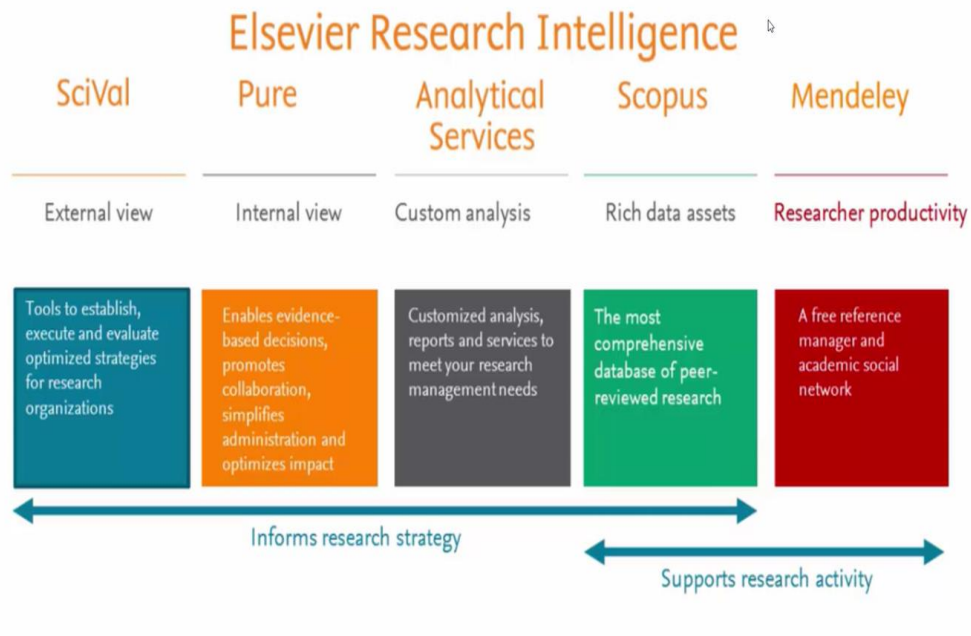 Elsevier Research Intelligence
SciVal
Pure
Analytical
Services
Scopus
Mendeley
External view
Internal view
Custom analysis
Rich data assets
Researcher productivity
Tools to establish,
execute and evaluate
optimized strategies
for research
organizations
Enables evidence-
based decisions,
promotes
collaboration,
simplifies
administration and
optimizes impact
Customized analysis,
reports and services to
meet your research
management needs
The most
comprehensive
database of peer-
reviewed research
A free reference
manager and
academic social
network
Informs research strategy
Supports research activity